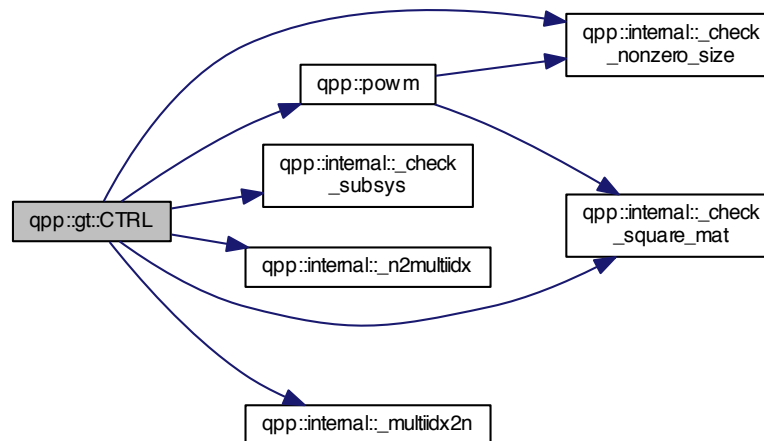 qpp::internal::_check
_nonzero_size
qpp::powm
qpp::internal::_check
_subsys
qpp::gt::CTRL
qpp::internal::_check
_square_mat
qpp::internal::_n2multiidx
qpp::internal::_multiidx2n